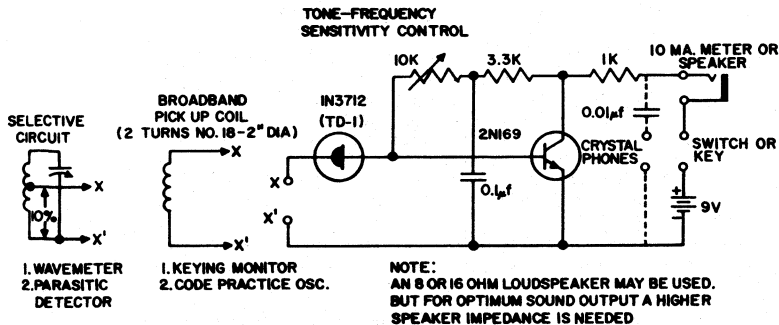 TONE-FREQUENCY
SENSITIVITY CONTROL
10K
3.3K
1K
10 MA. METER OR
SPEAKER
BROADBAND
PICK UP COIL
(2 TURNS NO. 18-2" DIA)
1N3712
(TD-1)
SELECTIVE
CIRCUIT
2N169
0.01μf
CRYSTAL
PHONES
SWITCH OR
KEY
X
X
X
10%
0.1μf
X'
+
9V
-
X'
X'
1. WAVEMETER
2. PARASITIC
DETECTOR
1. KEYING MONITOR
2. CODE PRACTICE OSC.
NOTE:
AN 8 OR 16 OHM LOUDSPEAKER MAY BE USED.
BUT FOR OPTIMUM SOUND OUTPUT A HIGHER
SPEAKER IMPEDANCE IS NEEDED